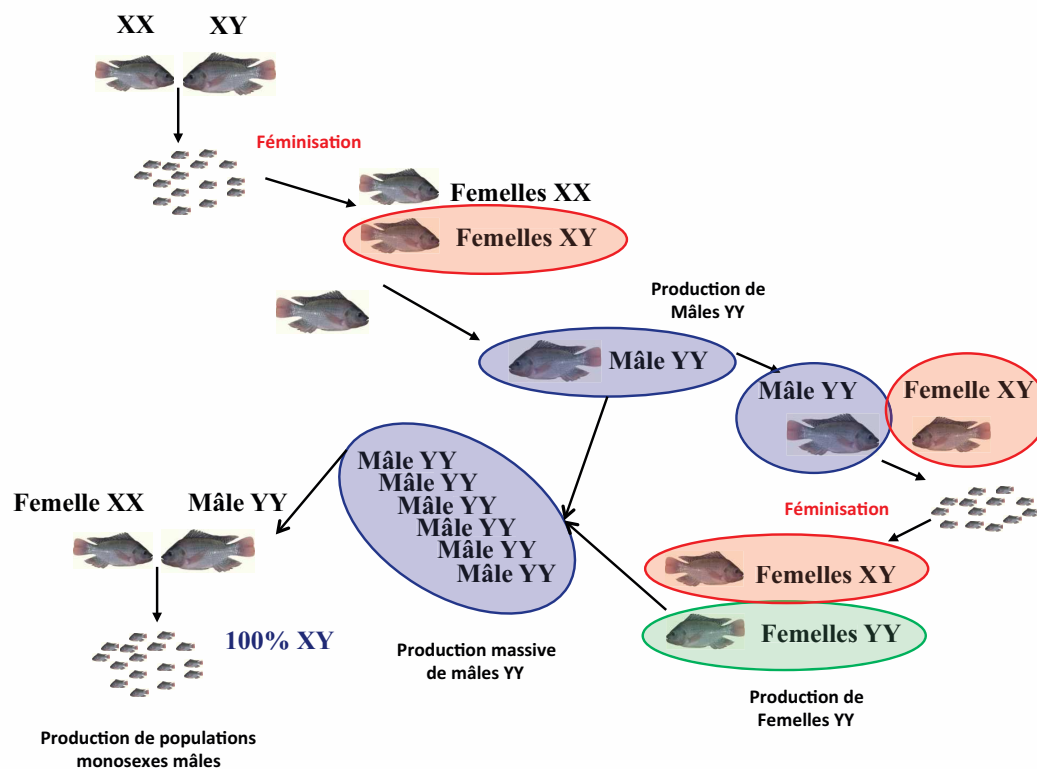 XX XY
Féminisation
Femelles XX
Femelles XY
Production de
Mâles YY
Mâle YY
Mâle YY
Femelle XY
Mâle YY
Mâle YY
Mâle YY
Mâle YY
Mâle YY
Mâle YY
Femelle XX
Mâle YY
Féminisation
Femelles XY
Femelles YY
100% XY
Production massive
de mâles YY
Production de
Femelles YY
Production de populations
monosexes mâles